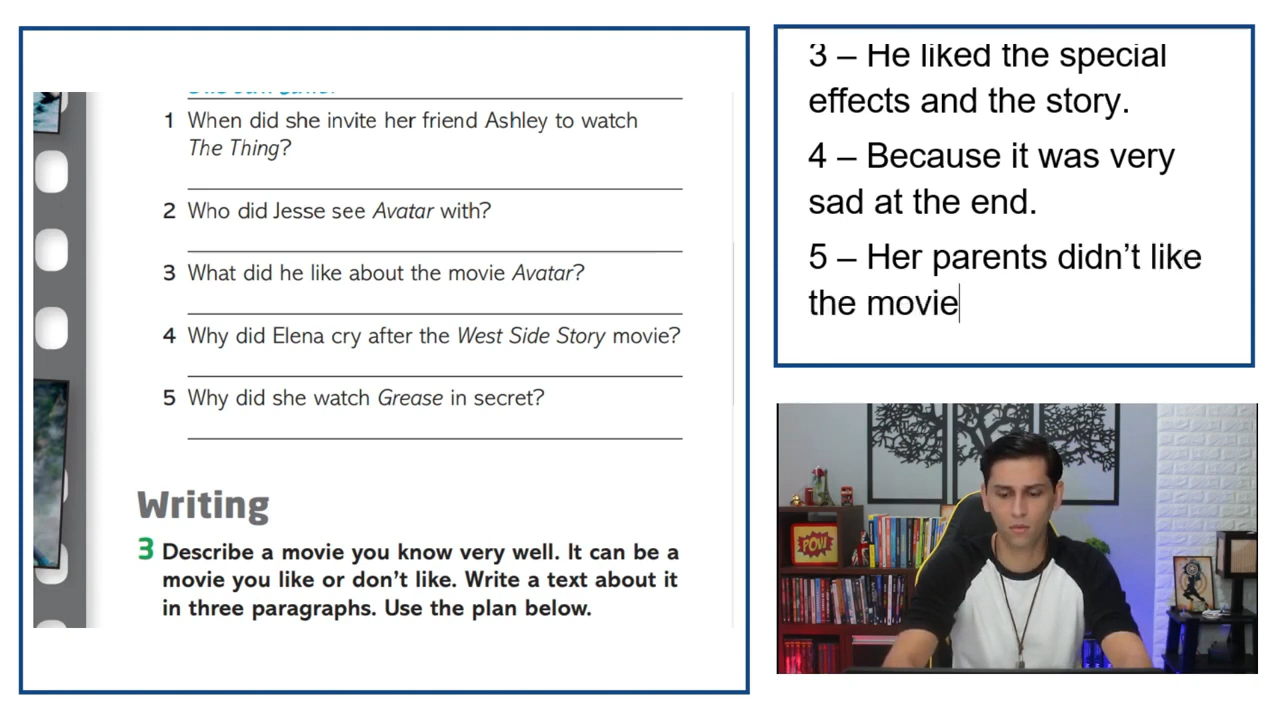 1 When did she invite her friend Ashley to watch
The Thing?
2 Who did Jesse see Avatar with?
3 What did he like about the movie Avatar?
4 Why did Elena cry after the West Side Story movie?
5 Why did she watch Grease in secret?
Writing
3 Describe a movie you know very well. It can be a
movie you like or don't like. Write a text about it
in three paragraphs. Use the plan below.
3 – He liked the special
effects and the story.
4 – Because it was very
sad at the end.
5 – Her parents didn't like
the movie
POW!